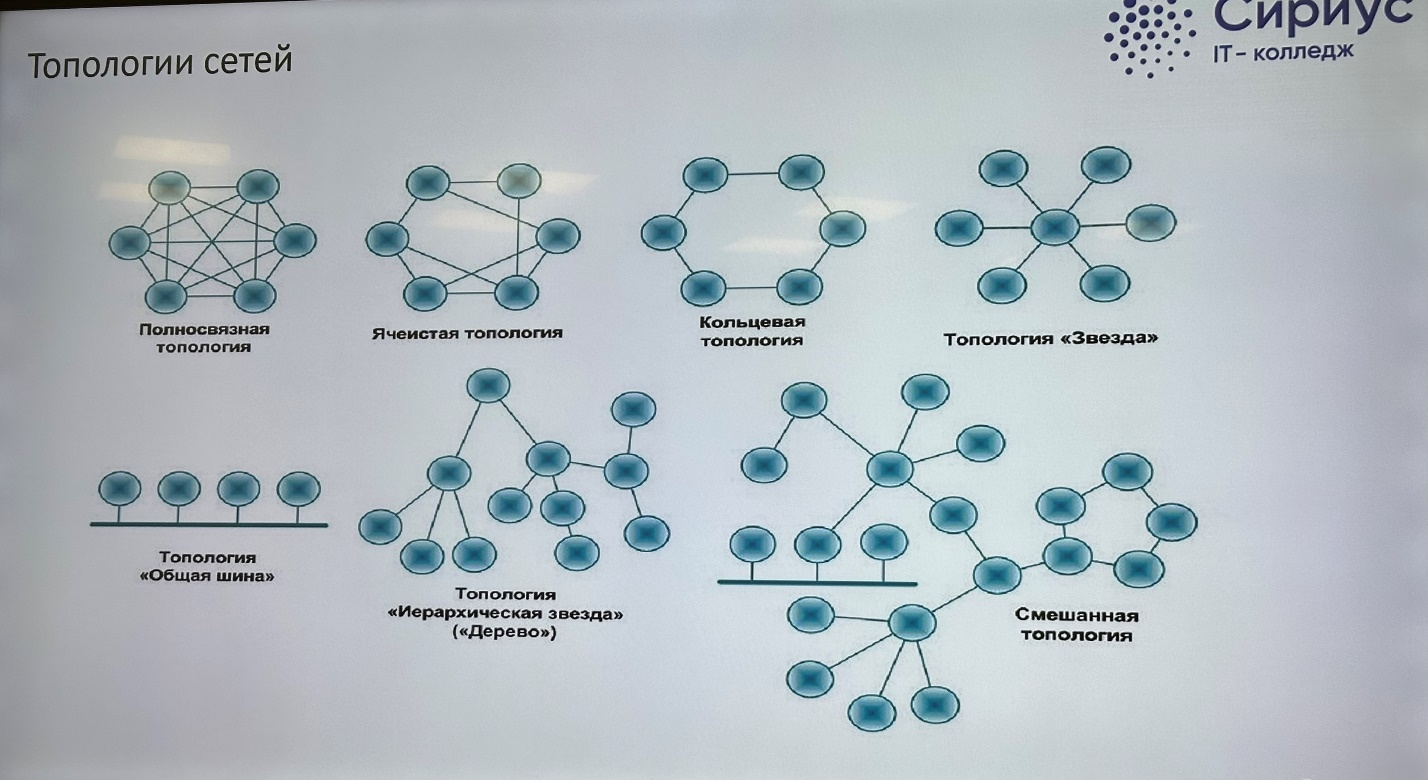 Топологии сетей
Сириус
IT– колледж
Полносвязная
топология
Ячеистая топология
Кольцевая
топология
Топология «Звезда»
Топология
«Общая шина»
Топология
«Иерархическая звезда»
(«Дерево»)
Смешанная
топология